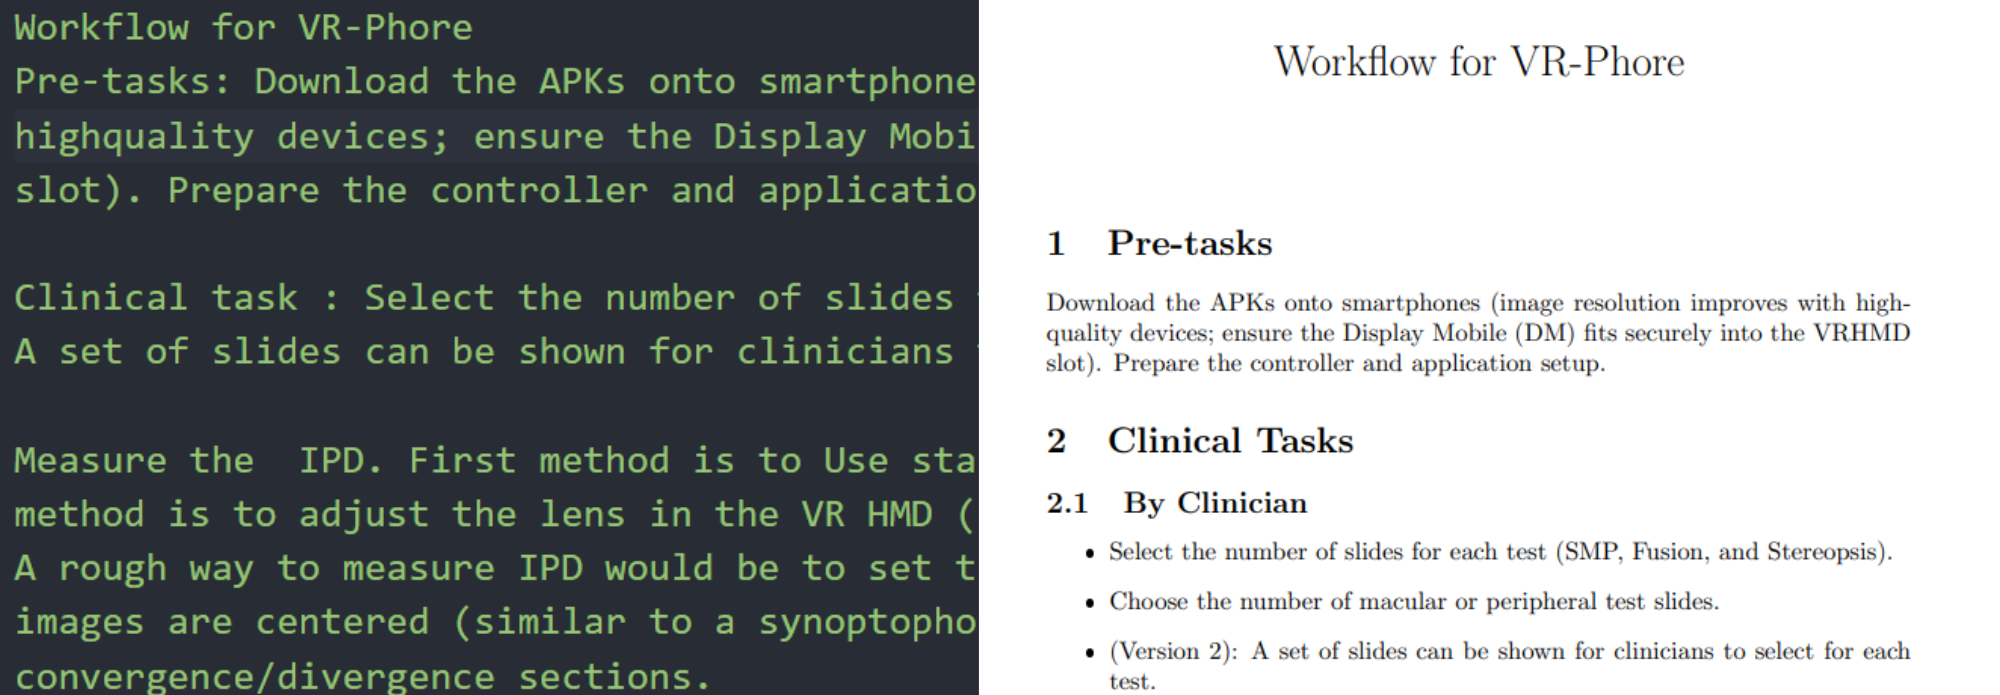 Workflow for VR-Phore
Pre-tasks: Download the APKs onto smartphone
highquality devices; ensure the Display Mobi
slot). Prepare the controller and applicatio
Clinical task : Select the number of slides
A set of slides can be shown for clinicians
Measure the  IPD. First method is to Use sta
method is to adjust the lens in the VR HMD (
A rough way to measure IPD would be to set t
images are centered (similar to a synoptopho
convergence/divergence sections.
Workflow for VR-Phore
1 Pre-tasks
Download the APKs onto smartphones (image resolution improves with high-
quality devices; ensure the Display Mobile (DM) fits securely into the VRHMD
slot). Prepare the controller and application setup.
2 Clinical Tasks
2.1 By Clinician
• Select the number of slides for each test (SMP, Fusion, and Stereopsis).
• Choose the number of macular or peripheral test slides.
• (Version 2): A set of slides can be shown for clinicians to select for each
test.